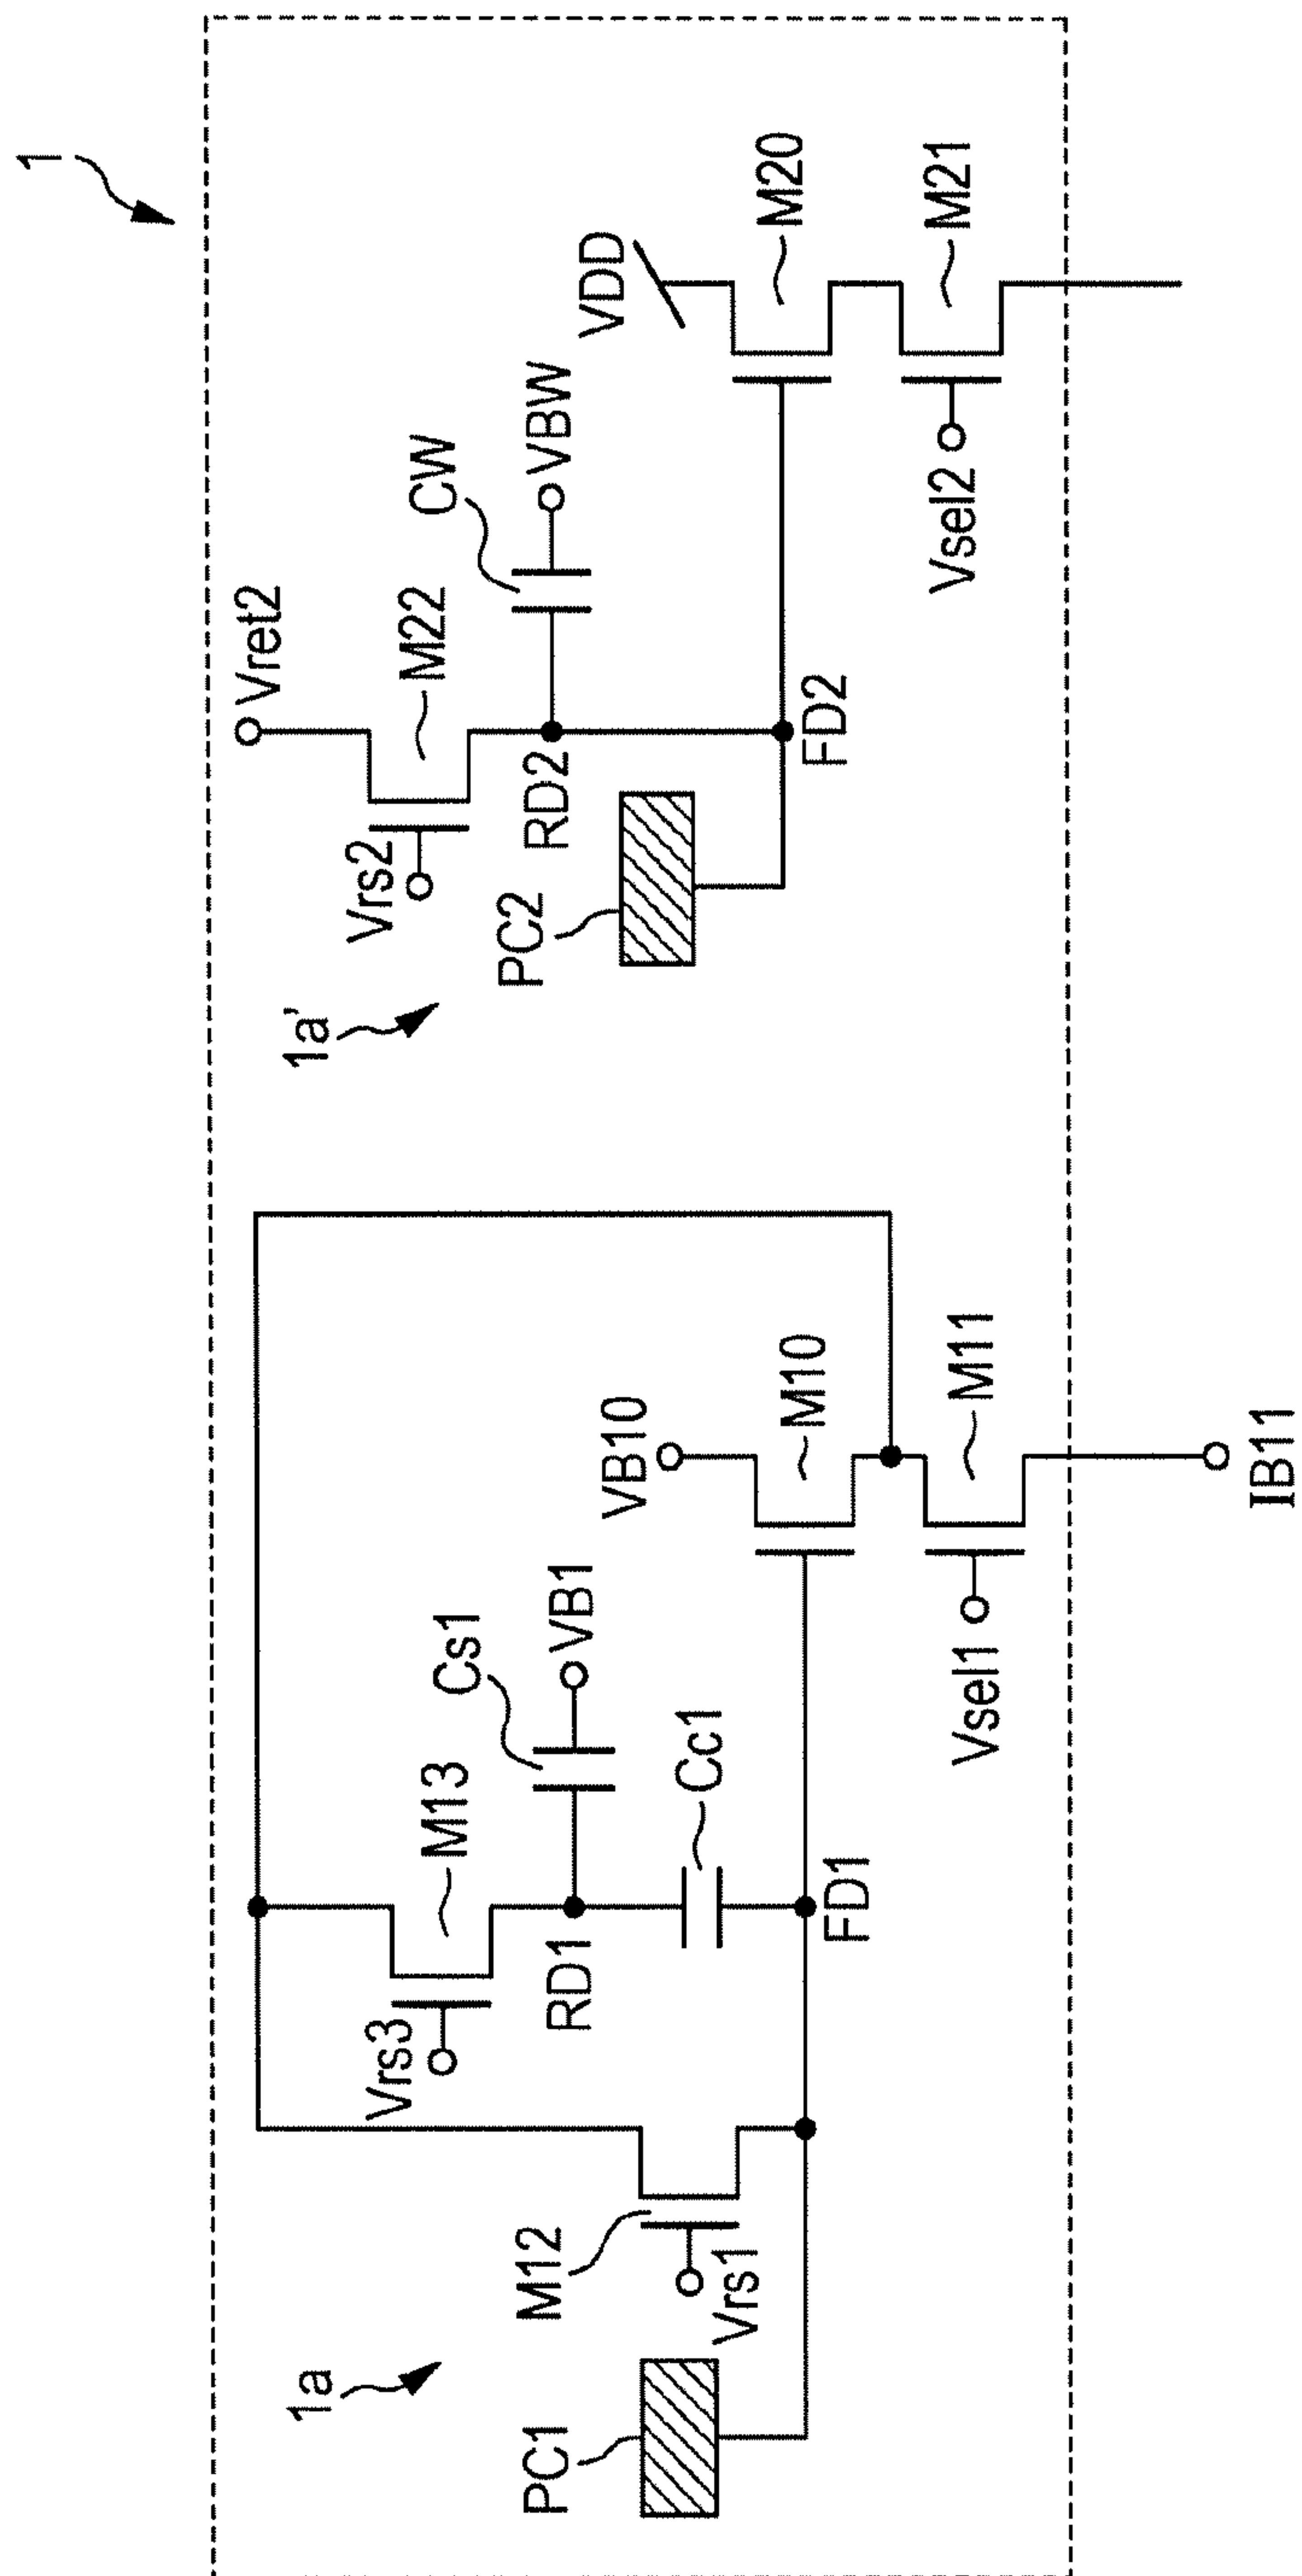 1
1a
PC1
M12
Vrs1
Vrs3
M13
RD1
Cs1
VB1
Cc1
FD1
VB10
M10
M11
Vsel1
IB11
1a'
PC2
Vrs2
Vret2
M22
RD2
CW
VBW
FD2
VDD
M20
M21
Vsel2